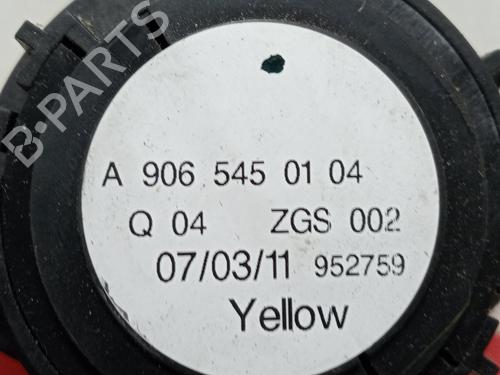 B-PARTS
A 906 545 01 04
Q 04 ZGS 002
07/03/11 952759
Yellow